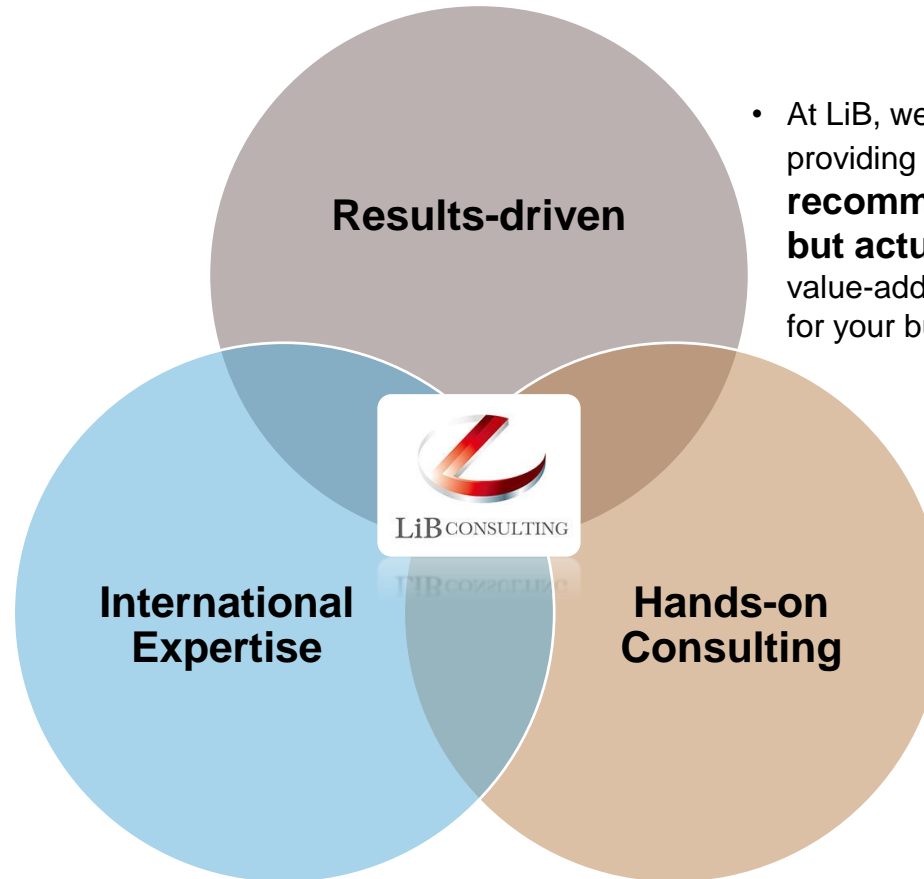 Results-driven
• At LiB, we
providing
recomm
but actu
value-add
for your b
LiB CONSULTING
International
Expertise
Hands-on
Consulting